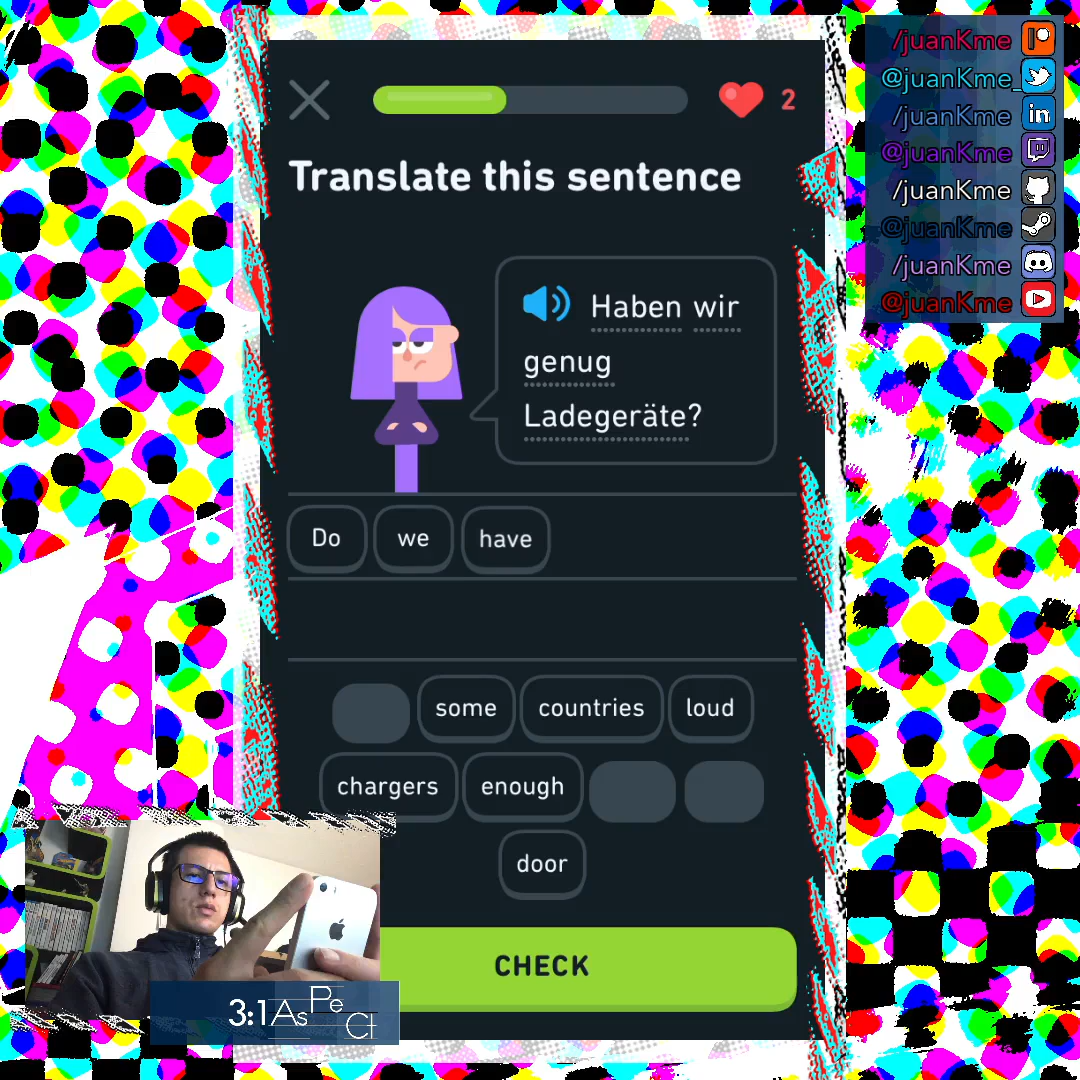 /juanKme
@juanKme_
/juanKme
@juanKme
/juanKme
@juanKme
/juanKme
@juanKme
2
Translate this sentence
Haben wir
genug
Ladegeräte?
Do we have
some countries loud
chargers enough
door
CHECK
3:1AsPeCt